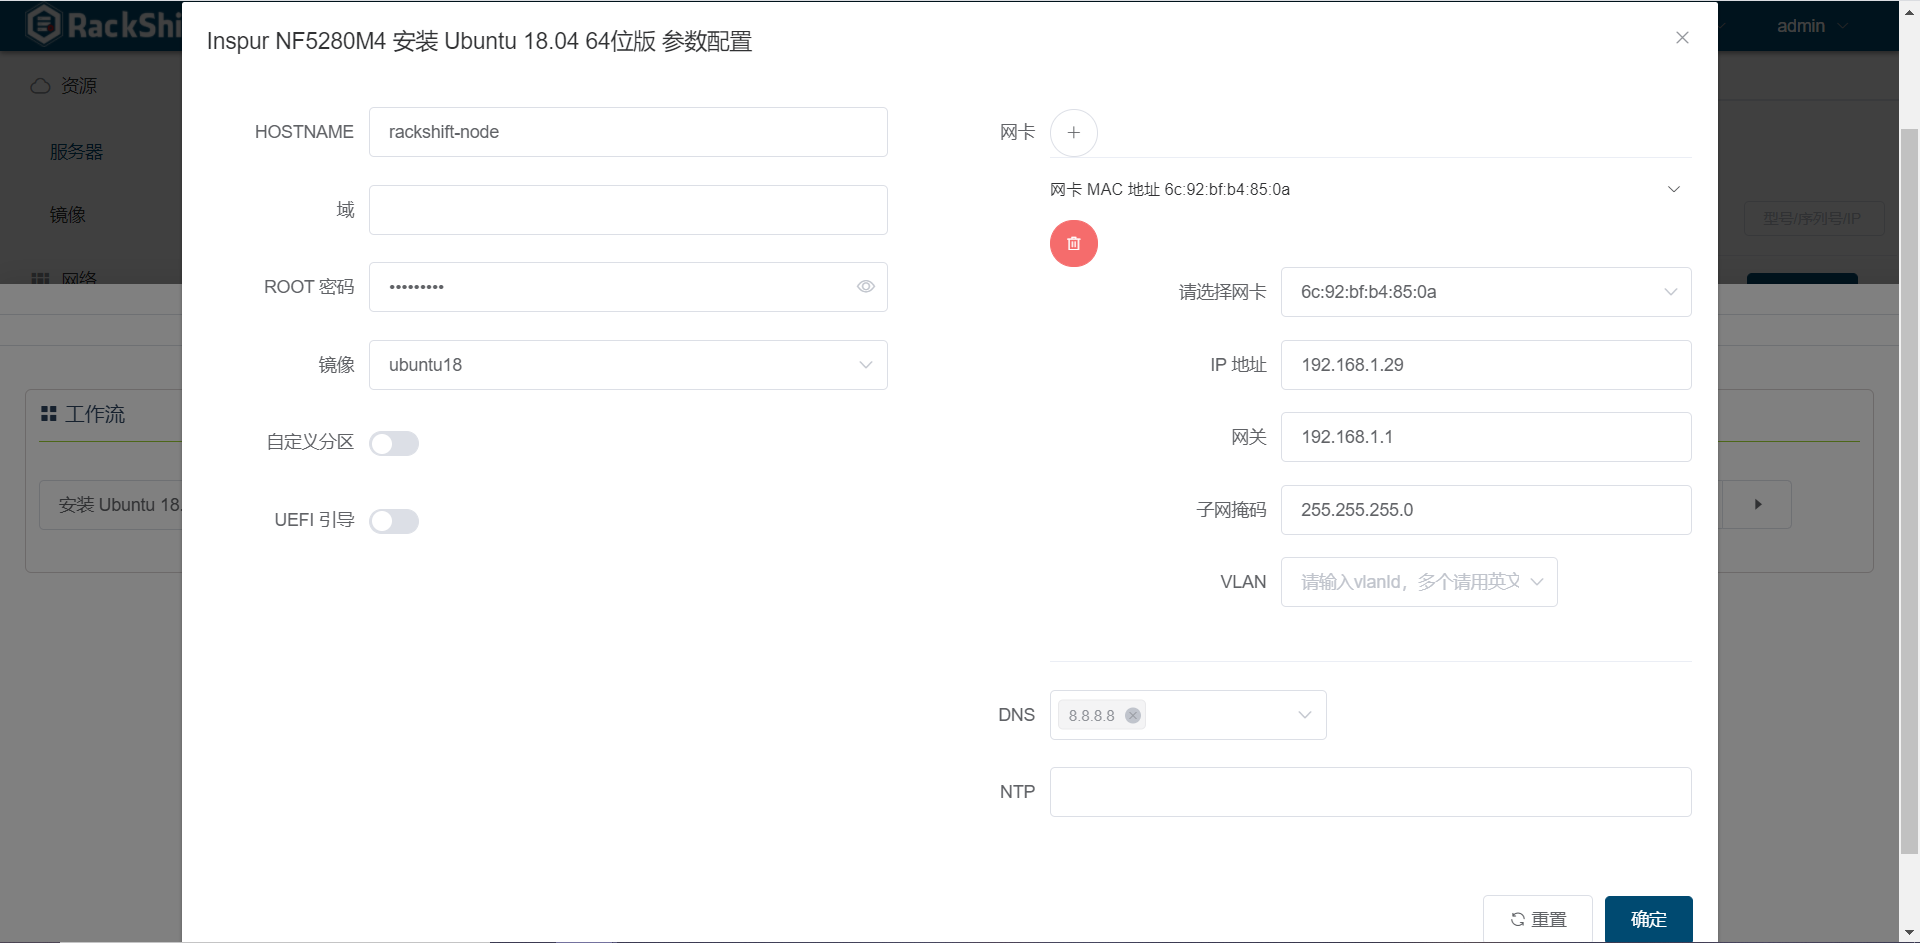 RackShi
admin
Inspur NF5280M4 安装 Ubuntu 18.04 64位版 参数配置
资源
服务器
镜像
网络
型号/序列号/IP
工作流
安装 Ubuntu 18.
HOSTNAME
rackshift-node
域
ROOT 密码
•••••••••
镜像
ubuntu18
自定义分区
UEFI 引导
网卡
网卡 MAC 地址 6c:92:bf:b4:85:0a
请选择网卡
6c:92:bf:b4:85:0a
IP 地址
192.168.1.29
网关
192.168.1.1
子网掩码
255.255.255.0
VLAN
请输入vlanId，多个请用英文
DNS
8.8.8.8
NTP
重置
确定